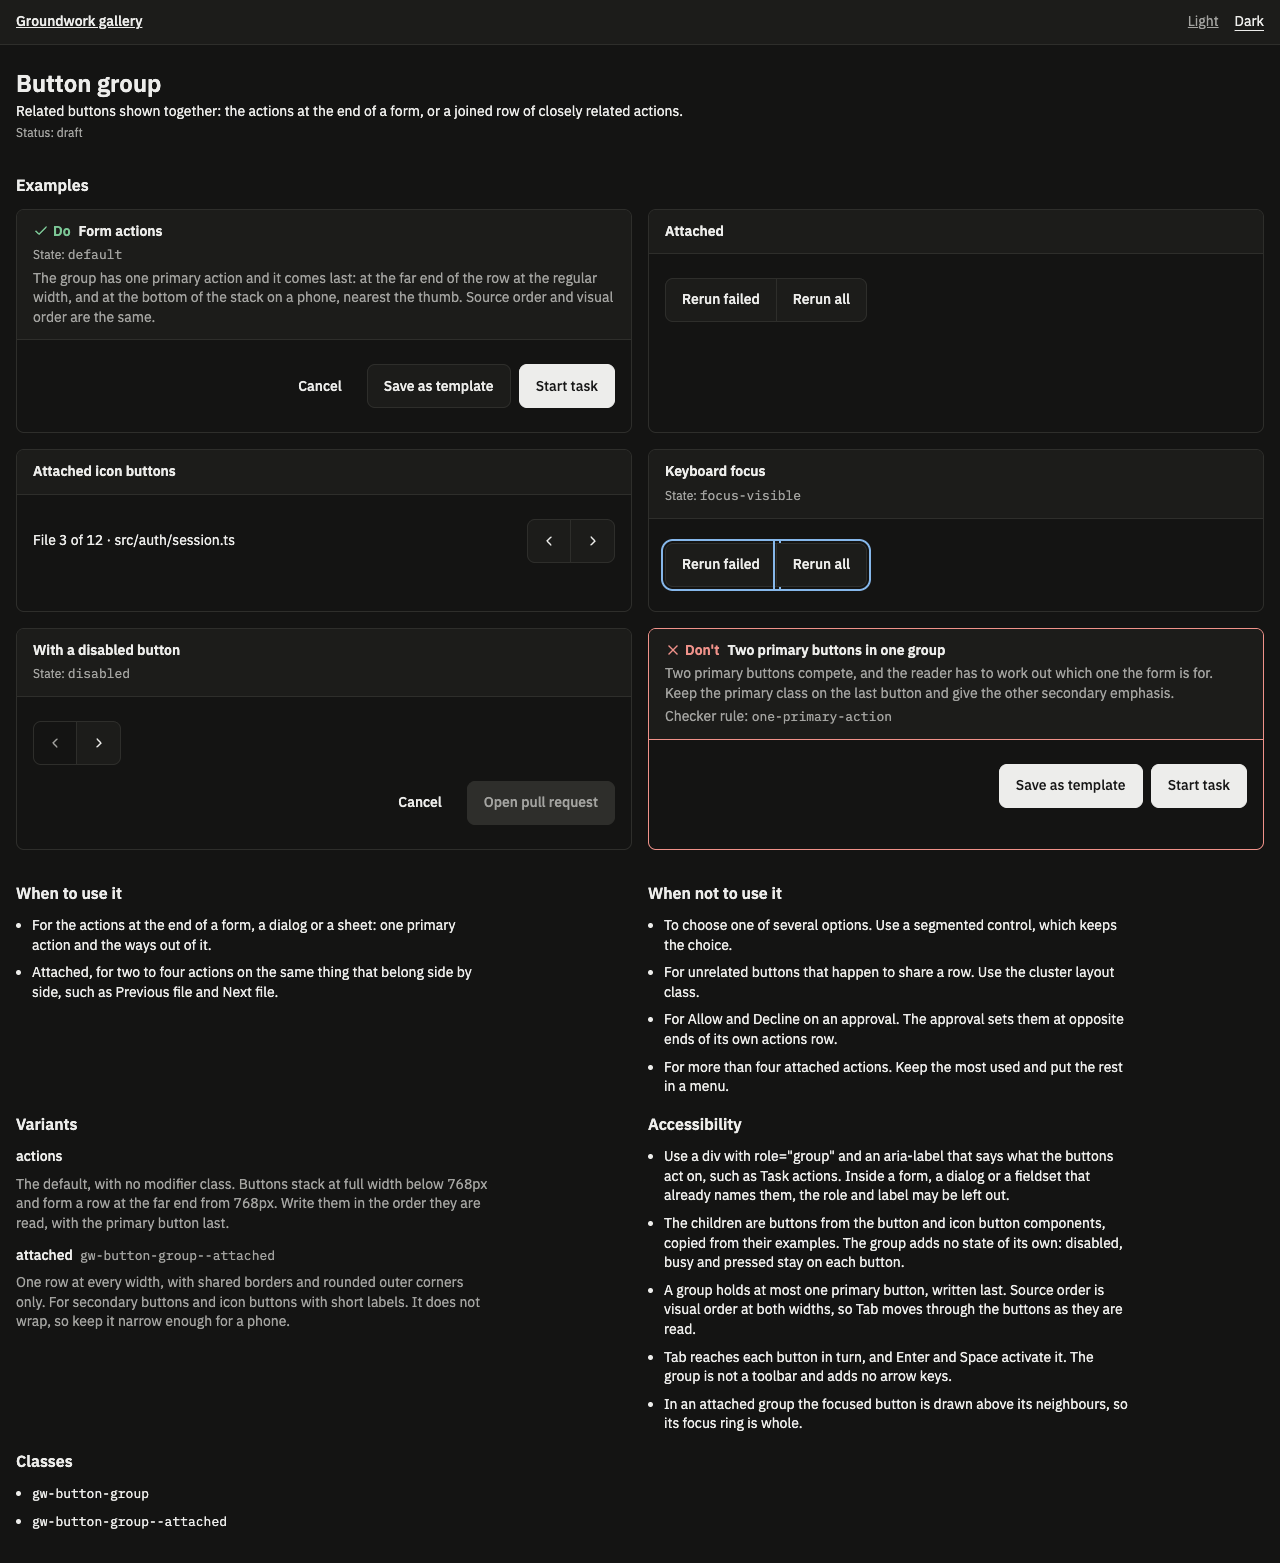 Groundwork gallery
Light Dark
Button group
Related buttons shown together: the actions at the end of a form, or a joined row of closely related actions.
Status: draft
Examples
Do Form actions
State: default
The group has one primary action and it comes last: at the far end of the row at the regular
width, and at the bottom of the stack on a phone, nearest the thumb. Source order and visual
order are the same.
Cancel Save as template Start task
Attached
Rerun failed Rerun all
Attached icon buttons
File 3 of 12 · src/auth/session.ts
Keyboard focus
State: focus-visible
Rerun failed Rerun all
With a disabled button
State: disabled
Cancel Open pull request
Don't Two primary buttons in one group
Two primary buttons compete, and the reader has to work out which one the form is for.
Keep the primary class on the last button and give the other secondary emphasis.
Checker rule: one-primary-action
Save as template Start task
When to use it
• For the actions at the end of a form, a dialog or a sheet: one primary
action and the ways out of it.
• Attached, for two to four actions on the same thing that belong side by
side, such as Previous file and Next file.
When not to use it
• To choose one of several options. Use a segmented control, which keeps
the choice.
• For unrelated buttons that happen to share a row. Use the cluster layout
class.
• For Allow and Decline on an approval. The approval sets them at opposite
ends of its own actions row.
• For more than four attached actions. Keep the most used and put the rest
in a menu.
Variants
actions
The default, with no modifier class. Buttons stack at full width below 768px
and form a row at the far end from 768px. Write them in the order they are
read, with the primary button last.
attached gw-button-group--attached
One row at every width, with shared borders and rounded outer corners
only. For secondary buttons and icon buttons with short labels. It does not
wrap, so keep it narrow enough for a phone.
Accessibility
• Use a div with role="group" and an aria-label that says what the buttons
act on, such as Task actions. Inside a form, a dialog or a fieldset that
already names them, the role and label may be left out.
• The children are buttons from the button and icon button components,
copied from their examples. The group adds no state of its own: disabled,
busy and pressed stay on each button.
• A group holds at most one primary button, written last. Source order is
visual order at both widths, so Tab moves through the buttons as they are
read.
• Tab reaches each button in turn, and Enter and Space activate it. The
group is not a toolbar and adds no arrow keys.
• In an attached group the focused button is drawn above its neighbours, so
its focus ring is whole.
Classes
• gw-button-group
• gw-button-group--attached